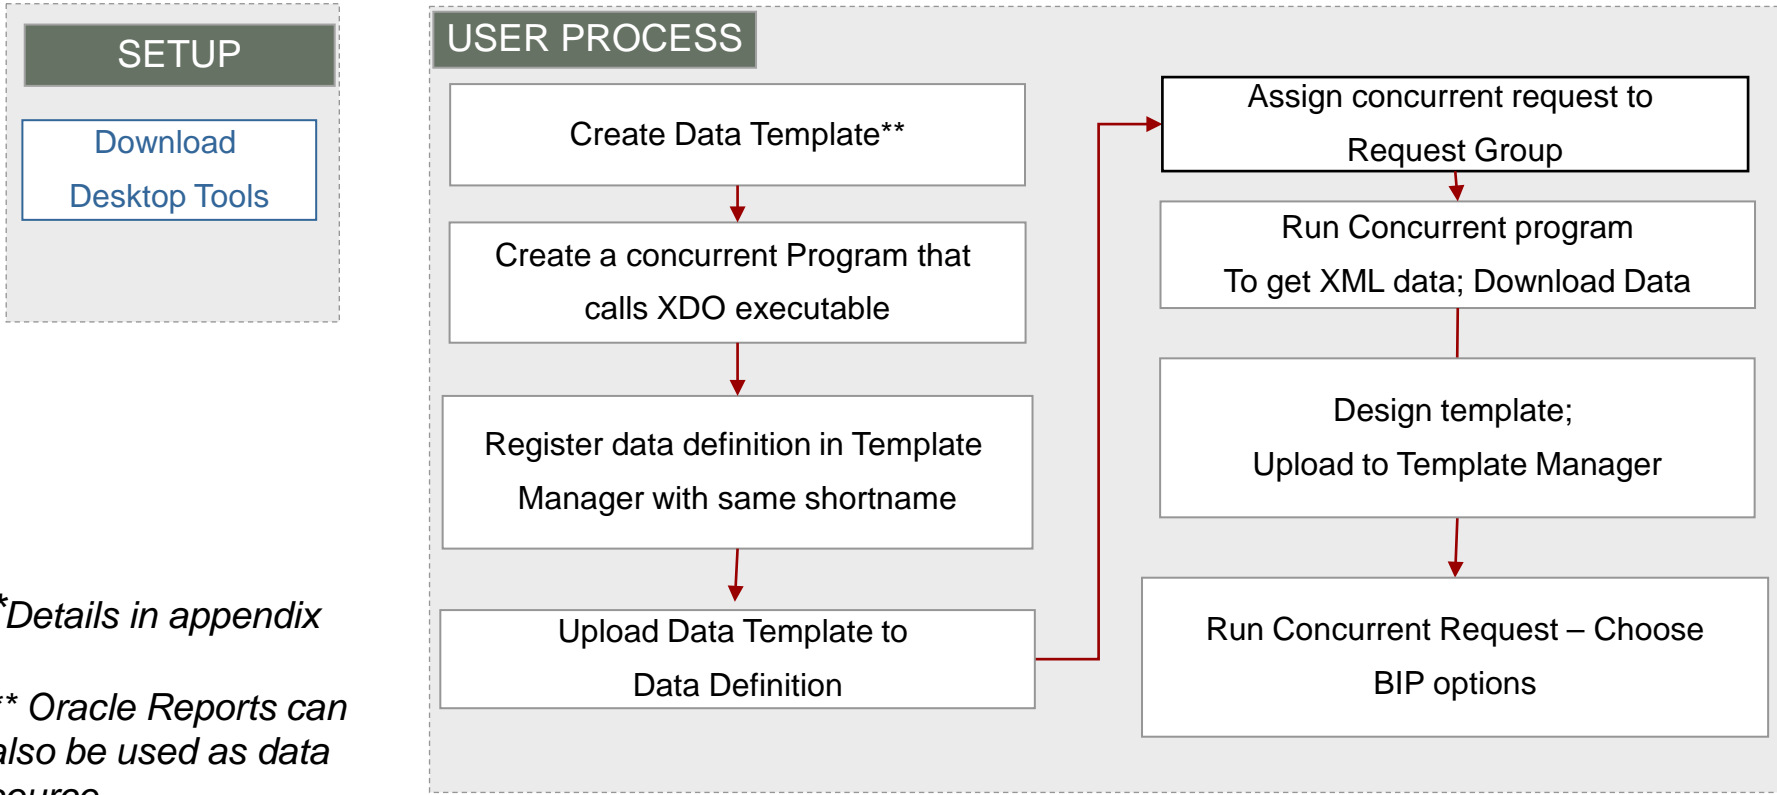 SETUP
Download
Desktop Tools
*Details in appendix
** Oracle Reports can
also be used as data
source
USER PROCESS
Create Data Template**
Create a concurrent Program that
calls XDO executable
Register data definition in Template
Manager with same shortname
Upload Data Template to
Data Definition
Assign concurrent request to
Request Group
Run Concurrent program
To get XML data; Download Data
Design template;
Upload to Template Manager
Run Concurrent Request – Choose
BIP options